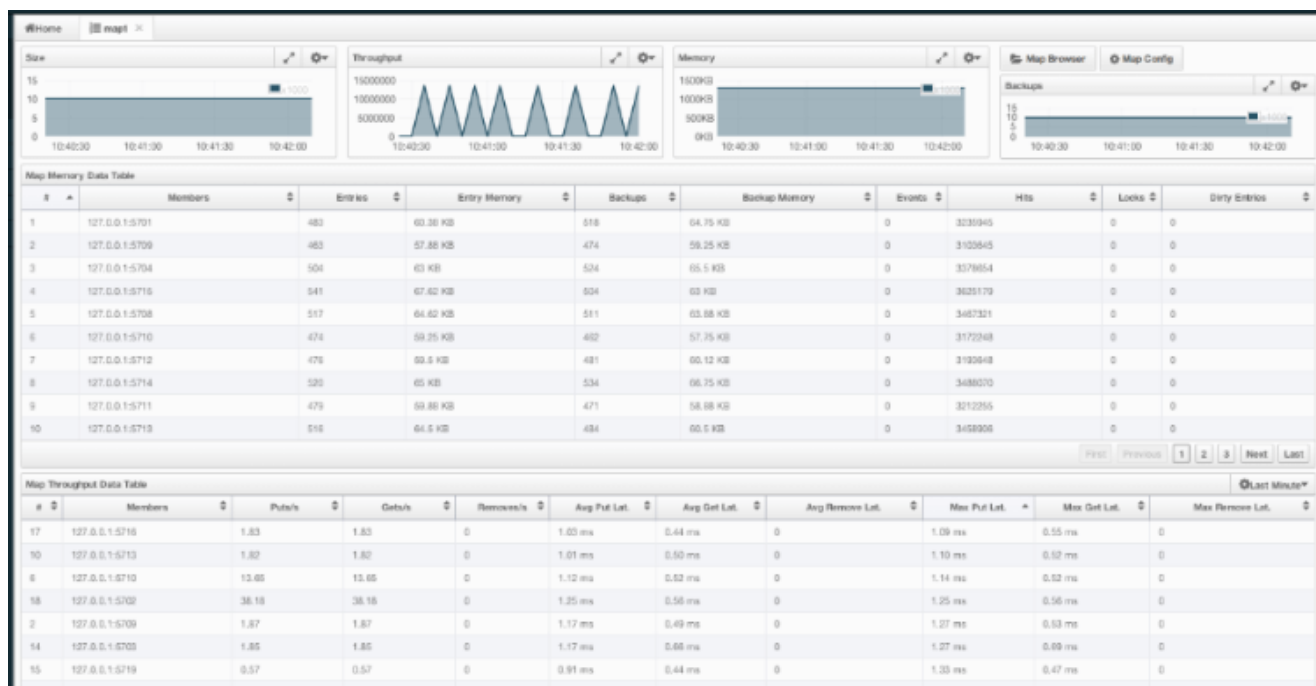 Home map1 ×
Size Throughput Memory Map Browser Map Config
Backups
15 10 5 0
x1000
10:40:30 10:41:00 10:41:30 10:42:00
15000000 10000000 5000000 0
10:40:30 10:41:00 10:41:30 10:42:00
1500KB 1000KB 500KB 0KB
10:40:30 10:41:00 10:41:30 10:42:00
15 10 5 0
10:40:30 10:41:00 10:41:30 10:42:00
Map Memory Data Table
# Members Entries Entry Memory Backups Backup Memory Events Hits Locks Dirty Entries
1 127.0.0.1:5701 483 60.38 KB 518 64.75 KB 0 0 0
2 127.0.0.1:5709 463 57.88 KB 474 59.25 KB 0 3103645 0 0
3 127.0.0.1:5704 504 63 KB 524 65.5 KB 0 0 0
4 127.0.0.1:5716 541 67.62 KB 504 63 KB 0 3625179 0 0
5 127.0.0.1:5708 517 64.62 KB 511 63.88 KB 0 3467321 0 0
6 127.0.0.1:5710 474 59.25 KB 462 57.75 KB 0 3172248 0 0
7 127.0.0.1:5712 476 59.5 KB 481 60.12 KB 0 0 0
8 127.0.0.1:5714 520 65 KB 534 66.75 KB 0 0 0
9 127.0.0.1:5711 479 59.88 KB 471 58.88 KB 0 3212255 0 0
10 127.0.0.1:5713 516 64.5 KB 484 60.5 KB 0 0 0
First Previous 1 2 3 Next Last
Map Throughput Data Table Last Minute
# Members Puts/s Gets/s Removes/s Avg Put Lat. Avg Get Lat. Avg Remove Lat. Max Put Lat. Max Get Lat. Max Remove Lat.
17 127.0.0.1:5716 1.83 1.83 0 1.03 ms 0.44 ms 0 1.09 ms 0.55 ms 0
10 127.0.0.1:5713 1.82 1.82 0 1.01 ms 0.50 ms 0 1.10 ms 0.52 ms 0
6 127.0.0.1:5710 13.65 13.65 0 1.12 ms 0.52 ms 0 1.14 ms 0.52 ms 0
18 127.0.0.1:5702 38.18 38.18 0 1.25 ms 0.56 ms 0 1.25 ms 0.56 ms 0
2 127.0.0.1:5709 1.87 1.87 0 1.17 ms 0.49 ms 0 1.27 ms 0.53 ms 0
14 127.0.0.1:5703 1.85 1.85 0 1.17 ms 0.66 ms 0 1.27 ms 0.69 ms 0
15 127.0.0.1:5719 0.57 0.57 0 0.91 ms 0.44 ms 0 1.33 ms 0.47 ms 0